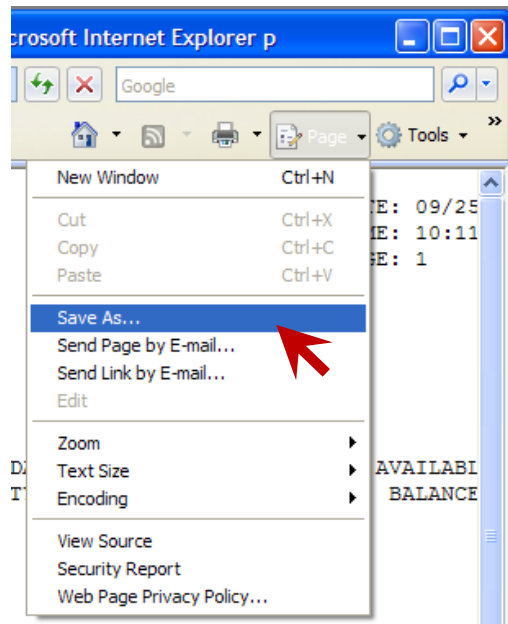 crosoft Internet Explorer p
Google
Page Tools »
New Window Ctrl+N
TE: 09/25
Cut Ctrl+X
ME: 10:11
Copy Ctrl+C
GE: 1
Paste Ctrl+V
Save As...
Send Page by E-mail...
Send Link by E-mail...
Edit
Zoom
DA
Text Size
AVAILABL
Encoding
BALANCE
View Source
Security Report
Web Page Privacy Policy...